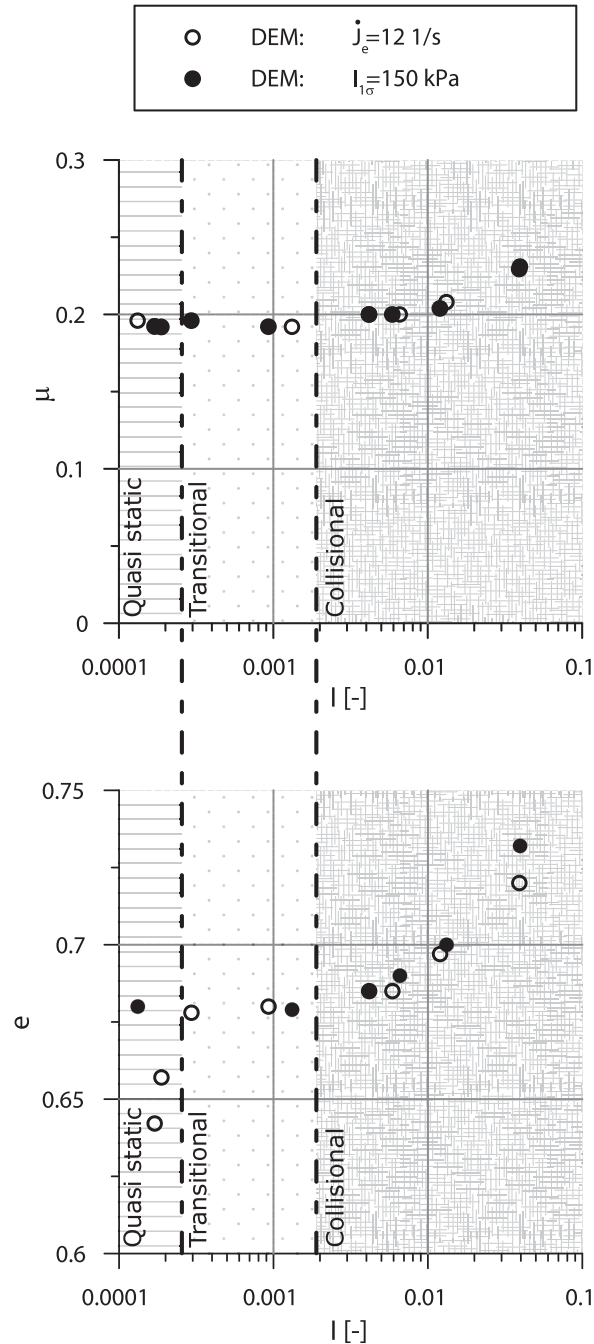 DEM: J̇e=12 1/s
DEM: I1σ=150 kPa
0.3
0.2
μ
0.1
Quasi static
Transitional
Collisional
0
0.0001 0.001 0.01 0.1
I [-]
0.75
0.7
e
0.65
Quasi static
Transitional
Collisional
0.6
0.0001 0.001 0.01 0.1
I [-]